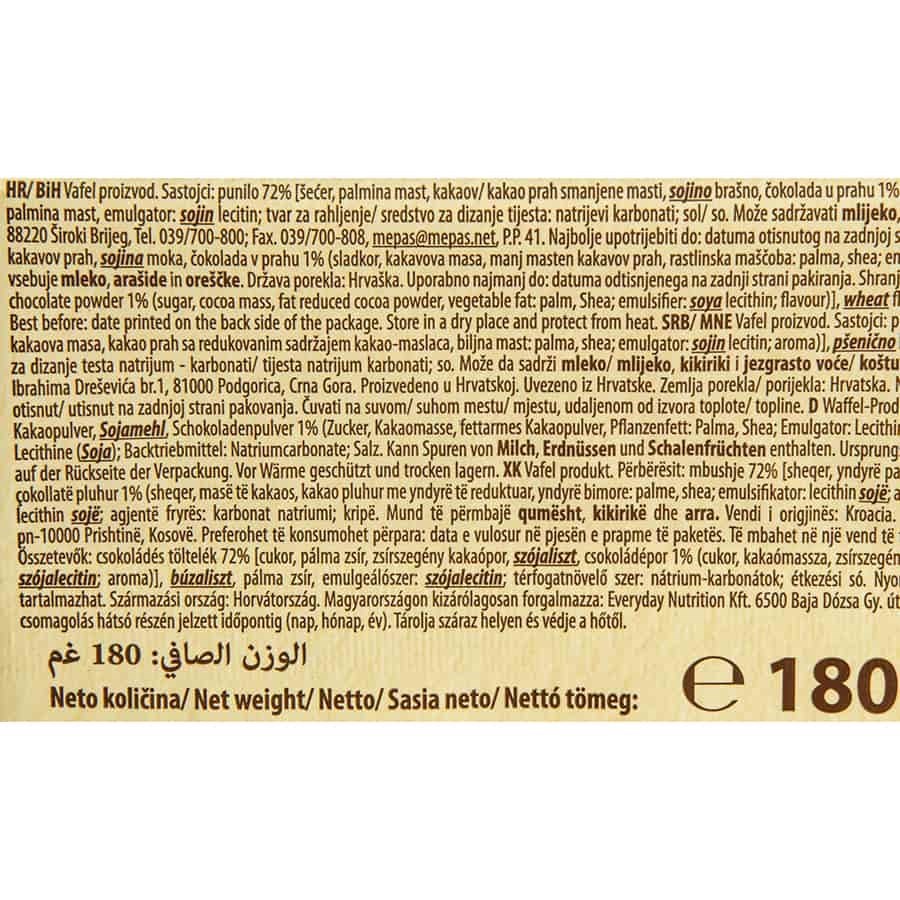 HR/ BiH Vafel proizvod. Sastojci: punilo 72% [šećer, palmina mast, kakaov/ kakao prah smanjene masti, sojino brašno, čokolada u prahu 1%
palmina mast, emulgator: sojin lecitin; tvar za rahljenje/ sredstvo za dizanje tijesta: natrijevi karbonati; sol/ so. Može sadržavati mlijeko,
88220 Široki Brijeg, Tel. 039/700-800; Fax. 039/700-808, mepas@mepas.net, P.P. 41. Najbolje upotrijebiti do: datuma otisnutog na zadnjoj s
kakavov prah, sojina moka, čokolada v prahu 1% (sladkor, kakavova masa, manj masten kakavov prah, rastlinska maščoba: palma, shea; em
vsebuje mleko, arašide in oreščke. Država porekla: Hrvaška. Uporabno najmanj do: datuma odtisnjenega na zadnji strani pakiranja. Shranj
chocolate powder 1% (sugar, cocoa mass, fat reduced cocoa powder, vegetable fat: palm, Shea; emulsifier: soya lecithin; flavour)], wheat fl
Best before: date printed on the back side of the package. Store in a dry place and protect from heat. SRB/ MNE Vafel proizvod. Sastojci: p
kakaova masa, kakao prah sa redukovanim sadržajem kakao-maslaca, biljna mast: palma, shea; emulgator: sojin lecitin; aroma)], pšenično
za dizanje testa natrijum - karbonati/ tijesta natrijum karbonati; so. Može da sadrži mleko/ mlijeko, kikiriki i jezgrasto voće/ koštu
Ibrahima Dreševića br.1, 81000 Podgorica, Crna Gora. Proizvedeno u Hrvatskoj. Uvezeno iz Hrvatske. Zemlja porekla/ porijekla: Hrvatska. N
otisnut/ utisnut na zadnjoj strani pakovanja. Čuvati na suvom/ suhom mestu/ mjestu, udaljenom od izvora toplote/ topline. D Waffel-Prod
Kakaopulver, Sojamehl, Schokoladenpulver 1% (Zucker, Kakaomasse, fettarmes Kakaopulver, Pflanzenfett: Palma, Shea; Emulgator: Lecithin
Lecithine (Soja); Backtriebmittel: Natriumcarbonate; Salz. Kann Spuren von Milch, Erdnüssen und Schalenfrüchten enthalten. Ursprung
auf der Rückseite der Verpackung. Vor Wärme geschützt und trocken lagern. XK Vafel produkt. Përbërësit: mbushje 72% [sheqer, yndyrë pa
çokollatë pluhur 1% (sheqer, masë të kakaos, kakao pluhur me yndyrë të reduktuar, yndyrë bimore: palme, shea; emulsifikator: lecithin sojë; a
lecithin sojë; agjentë fryrës: karbonat natriumi; kripë. Mund të përmbajë qumësht, kikirikë dhe arra. Vendi i origjinës: Kroacia.
pn-10000 Prishtinë, Kosovë. Preferohet të konsumohet përpara: data e vulosur në pjesën e prapme të paketës. Të mbahet në një vend të
Összetevők: csokoládés töltelék 72% [cukor, pálma zsír, zsírszegény kakaópor, szójaliszt, csokoládépor 1% (cukor, kakaómassza, zsírszegén
szójalecitin; aroma)], búzaliszt, pálma zsír, emulgeálószer: szójalecitin; térfogatnövelő szer: nátrium-karbonátok; étkezési só. Nyo
tartalmazhat. Származási ország: Horvátország. Magyarországon kizárólagosan forgalmazza: Everyday Nutrition Kft. 6500 Baja Dózsa Gy. út
csomagolás hátsó részén jelzett időpontig (nap, hónap, év). Tárolja száraz helyen és védje a hőtől.
الوزن الصافي: 180 غم
Neto količina/ Net weight/ Netto/ Sasia neto/ Nettó tömeg: ℮ 180